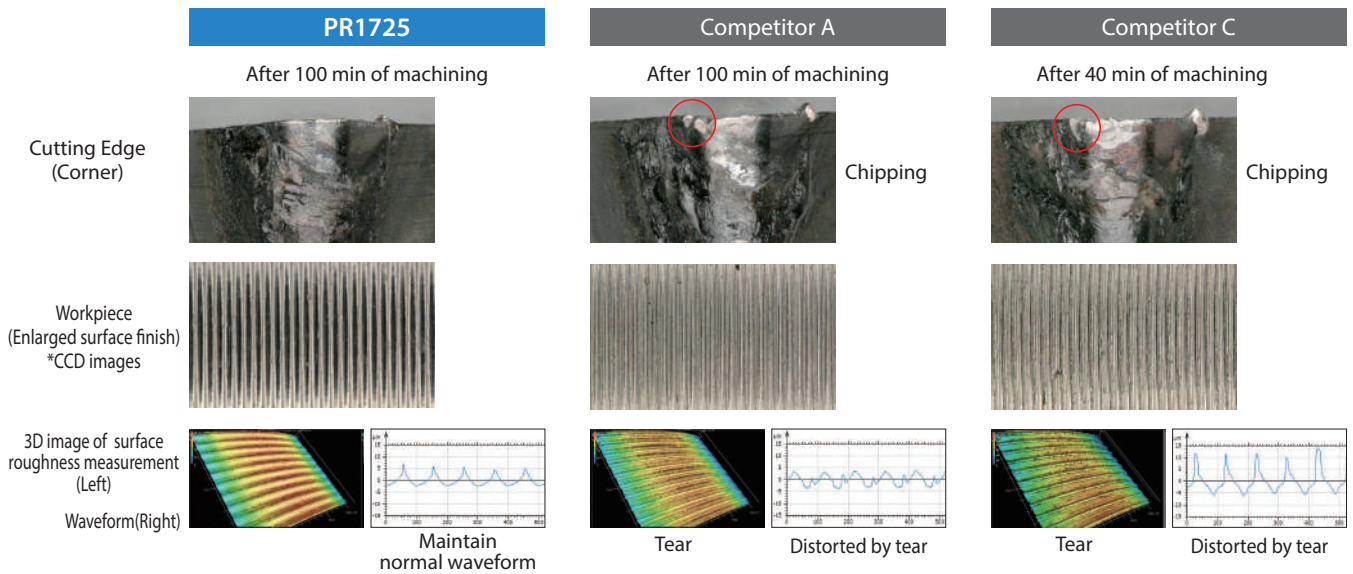 PR1725
Competitor A
Competitor C
After 100 min of machining
After 100 min of machining
After 40 min of machining
Cutting Edge
(Corner)
Chipping
Chipping
Workpiece
(Enlarged surface finish)
*CCD images
3D image of surface
roughness measurement
(Left)
Waveform(Right)
Maintain
normal waveform
Tear
Distorted by tear
Tear
Distorted by tear